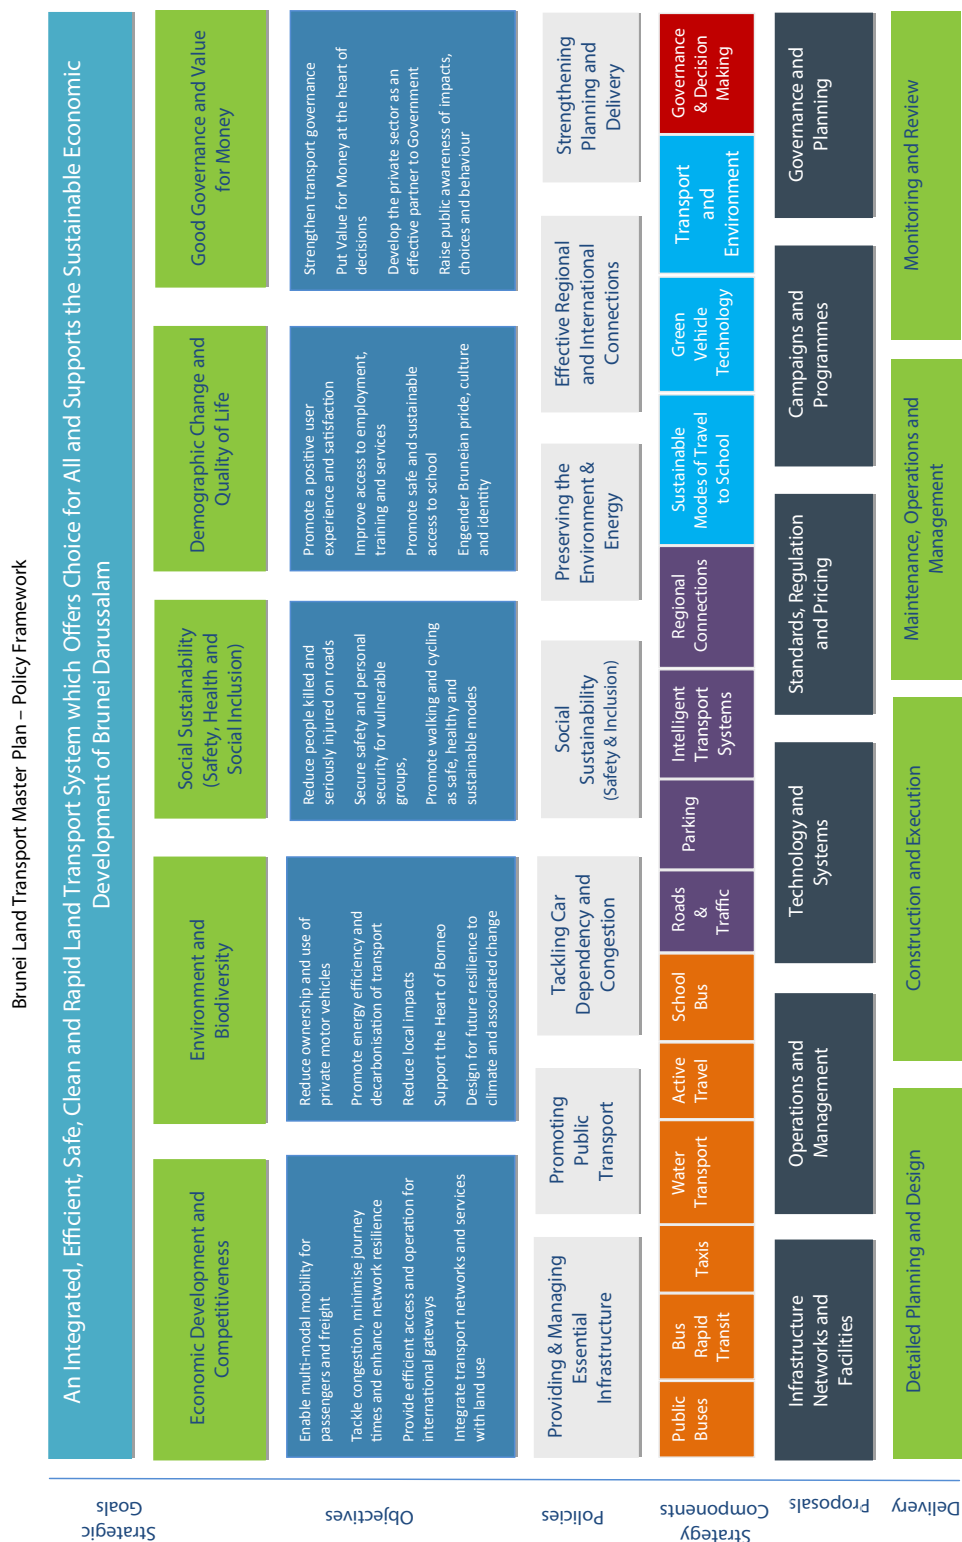 Brunei Land Transport Master Plan – Policy Framework
Strategic
Goals
An Integrated, Efficient, Safe, Clean and Rapid Land Transport System which Offers Choice for All and Supports the Sustainable Economic
Development of Brunei Darussalam
Economic Development and
Competitiveness
Environment and
Biodiversity
Social Sustainability
(Safety, Health and
Social Inclusion)
Demographic Change and
Quality of Life
Good Governance and Value
for Money
Objectives
Enable multi-modal mobility for
passengers and freight
Tackle congestion, minimise journey
times and enhance network resilience
Provide efficient access and operation for
international gateways
Integrate transport networks and services
with land use
Reduce ownership and use of
private motor vehicles
Promote energy efficiency and
decarbonisation of transport
Reduce local impacts
Support the Heart of Borneo
Design for future resilience to
climate and associated change
Reduce people killed and
seriously injured on roads
Secure safety and personal
security for vulnerable
groups,
Promote walking and cycling
as safe, healthy and
sustainable modes
Promote a positive user
experience and satisfaction
Improve access to employment,
training and services
Promote safe and sustainable
access to school
Engender Bruneian pride, culture
and identity
Strengthen transport governance
Put Value for Money at the heart of
decisions
Develop the private sector as an
effective partner to Government
Raise public awareness of impacts,
choices and behaviour
Policies
Providing & Managing
Essential
Infrastructure
Promoting
Public
Transport
Tackling Car
Dependency and
Congestion
Social
Sustainability
(Safety & Inclusion)
Preserving the
Environment &
Energy
Effective Regional
and International
Connections
Strengthening
Planning and
Delivery
Strategy
Components
Public
Buses
Bus
Rapid
Transit
Taxis
Water
Transport
Active
Travel
School
Bus
Roads
&
Traffic
Parking
Intelligent
Transport
Systems
Regional
Connections
Sustainable
Modes of Travel
to School
Green
Vehicle
Technology
Transport
and
Environment
Governance
& Decision
Making
Proposals
Infrastructure
Networks and
Facilities
Operations and
Management
Technology and
Systems
Standards, Regulation
and Pricing
Campaigns and
Programmes
Governance and
Planning
Delivery
Detailed Planning and Design
Construction and Execution
Maintenance, Operations and
Management
Monitoring and Review